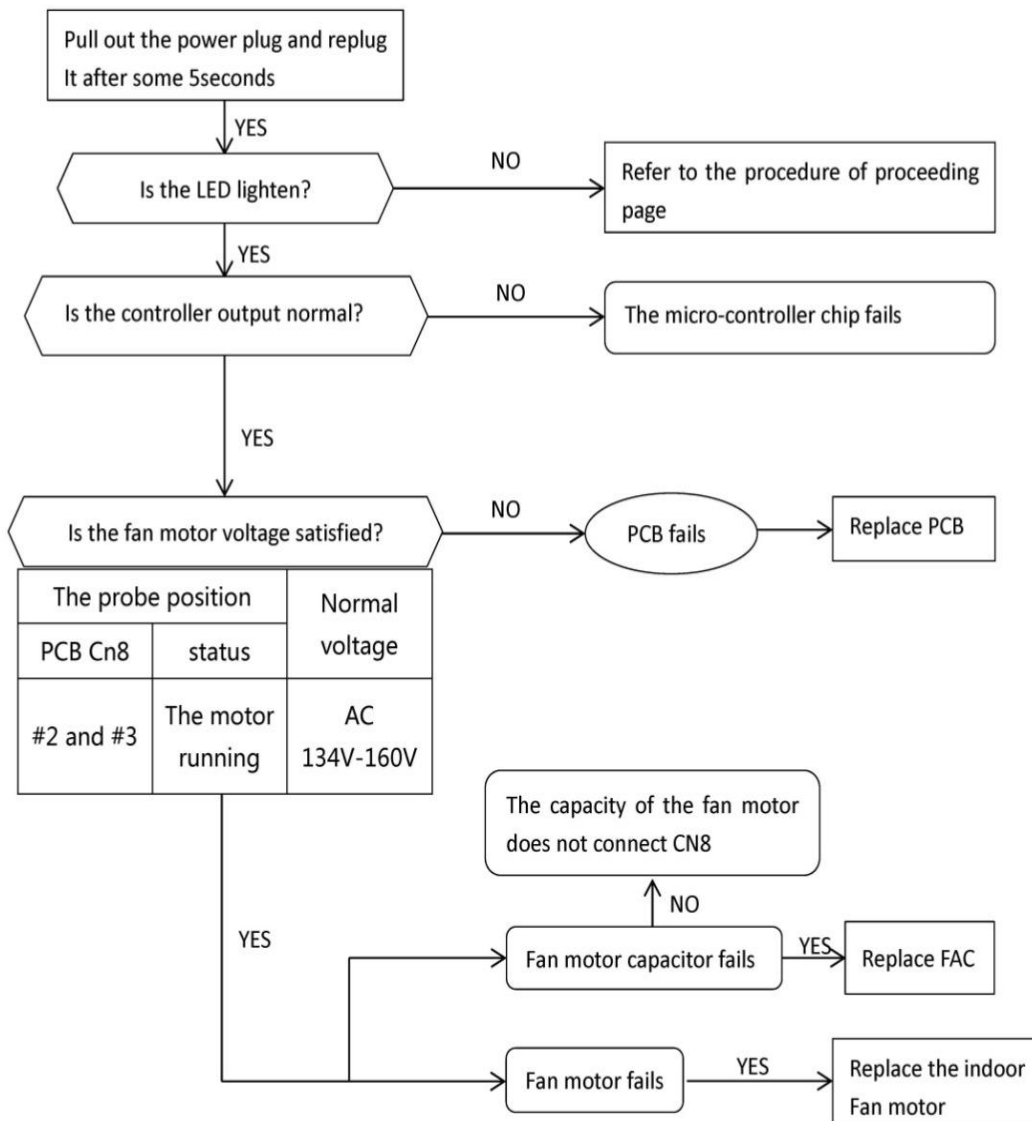 Pull out the power plug and replug
It after some 5seconds
YES
Is the LED lighten?
NO
Refer to the procedure of proceeding
page
YES
Is the controller output normal?
NO
The micro-controller chip fails
YES
Is the fan motor voltage satisfied?
NO
PCB fails
Replace PCB
The probe position
Normal
voltage
PCB Cn8
status
#2 and #3
The motor
running
AC
134V-160V
The capacity of the fan motor
does not connect CN8
NO
YES
Fan motor capacitor fails
YES
Replace FAC
Fan motor fails
YES
Replace the indoor
Fan motor